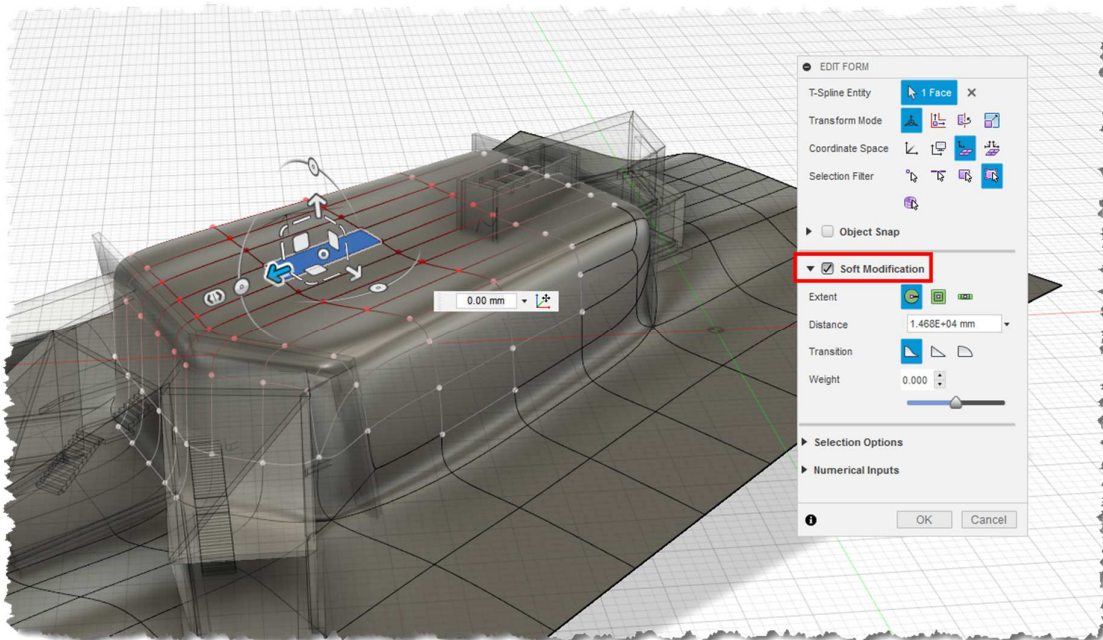 EDIT FORM
T-Spline Entity 1 Face
Transform Mode
Coordinate Space
Selection Filter
Object Snap
Soft Modification
Extent
Distance 1.468E+04 mm
Transition
Weight 0.000
Selection Options
Numerical Inputs
OK Cancel
0.00 mm